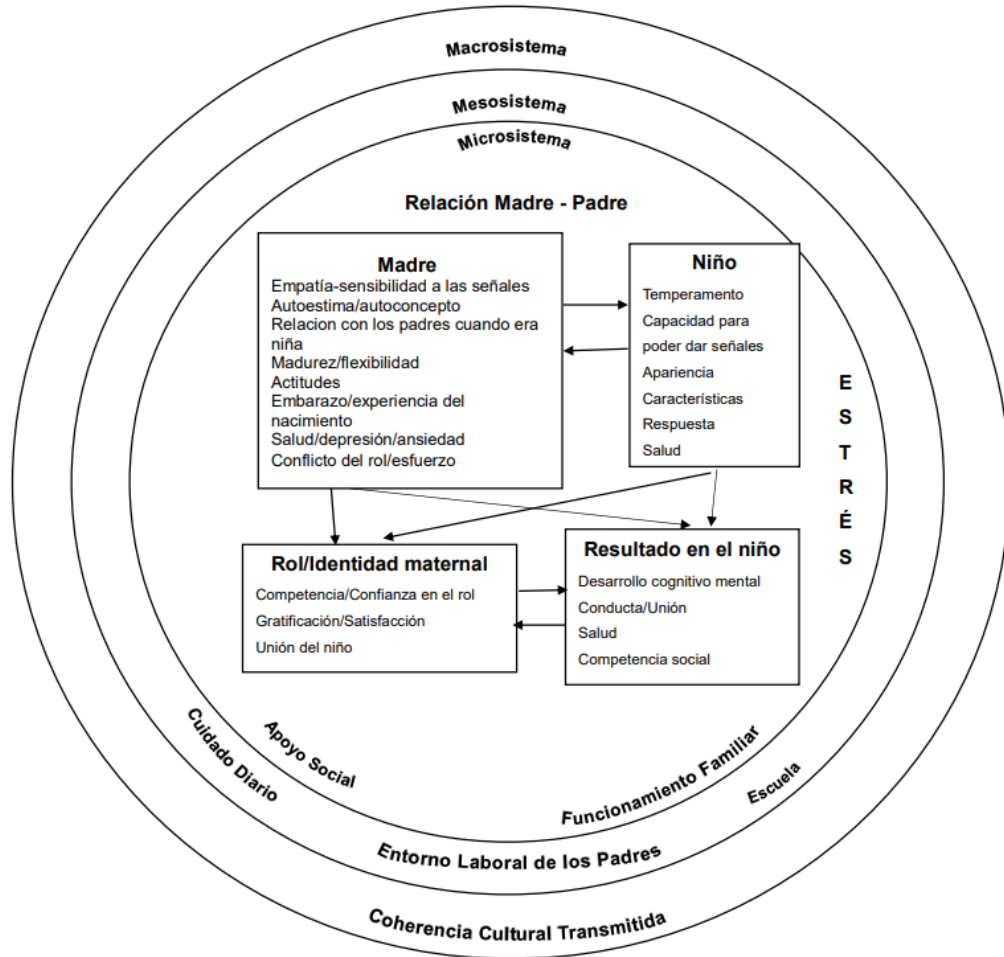 Macrosistema
Mesosistema
Microsistema
Relación Madre - Padre
Madre
Empatía-sensibilidad a las señales
Autoestima/autoconcepto
Relacion con los padres cuando era
niña
Madurez/flexibilidad
Actitudes
Embarazo/experiencia del
nacimiento
Salud/depresión/ansiedad
Conflicto del rol/esfuerzo
Niño
Temperamento
Capacidad para
poder dar señales
Apariencia
Características
Respuesta
Salud
ESTRÉS
Rol/Identidad maternal
Competencia/Confianza en el rol
Gratificación/Satisfacción
Unión del niño
Resultado en el niño
Desarrollo cognitivo mental
Conducta/Unión
Salud
Competencia social
Apoyo Social
Funcionamiento Familiar
Cuidado Diario
Entorno Laboral de los Padres
Escuela
Coherencia Cultural Transmitida